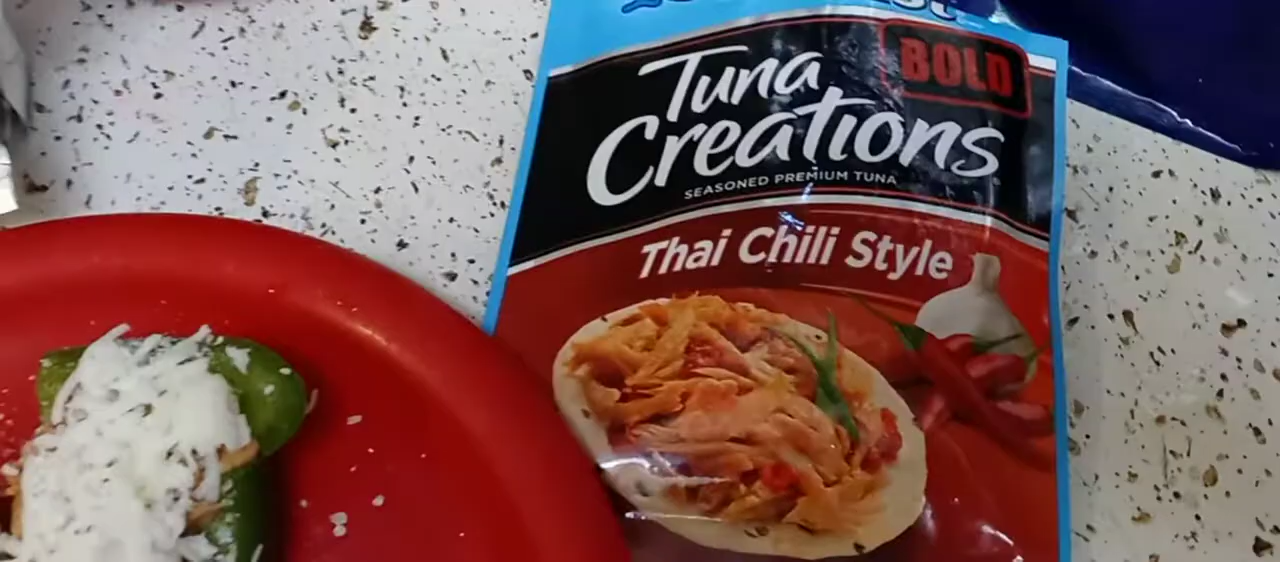 BOLD
Tuna
Creations
SEASONED PREMIUM TUNA
Thai Chili Style